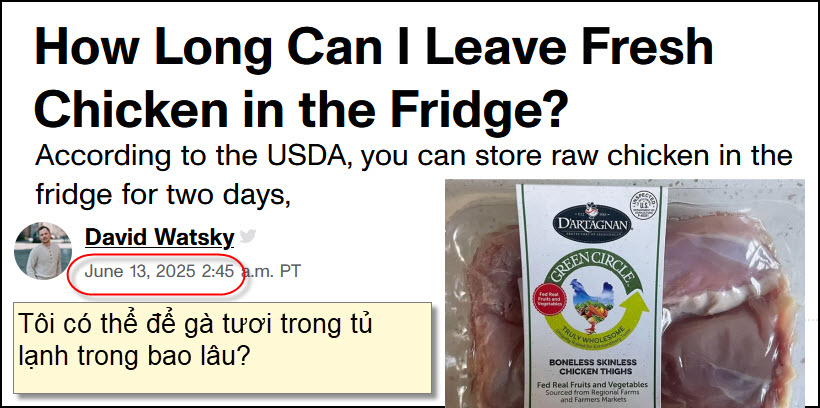 How Long Can I Leave Fresh
Chicken in the Fridge?
According to the USDA, you can store raw chicken in the
fridge for two days,
David Watsky
June 13, 2025 2:45 a.m. PT
Tôi có thể để gà tươi trong tủ
lạnh trong bao lâu?
D'ARTAGNAN
GREEN CIRCLE
Fed Real
Fruits and
Vegetables
TRULY WHOLESOME
BONELESS SKINLESS
CHICKEN THIGHS
Fed Real Fruits and Vegetables
Sourced from Regional Farms
and Farmers Markets